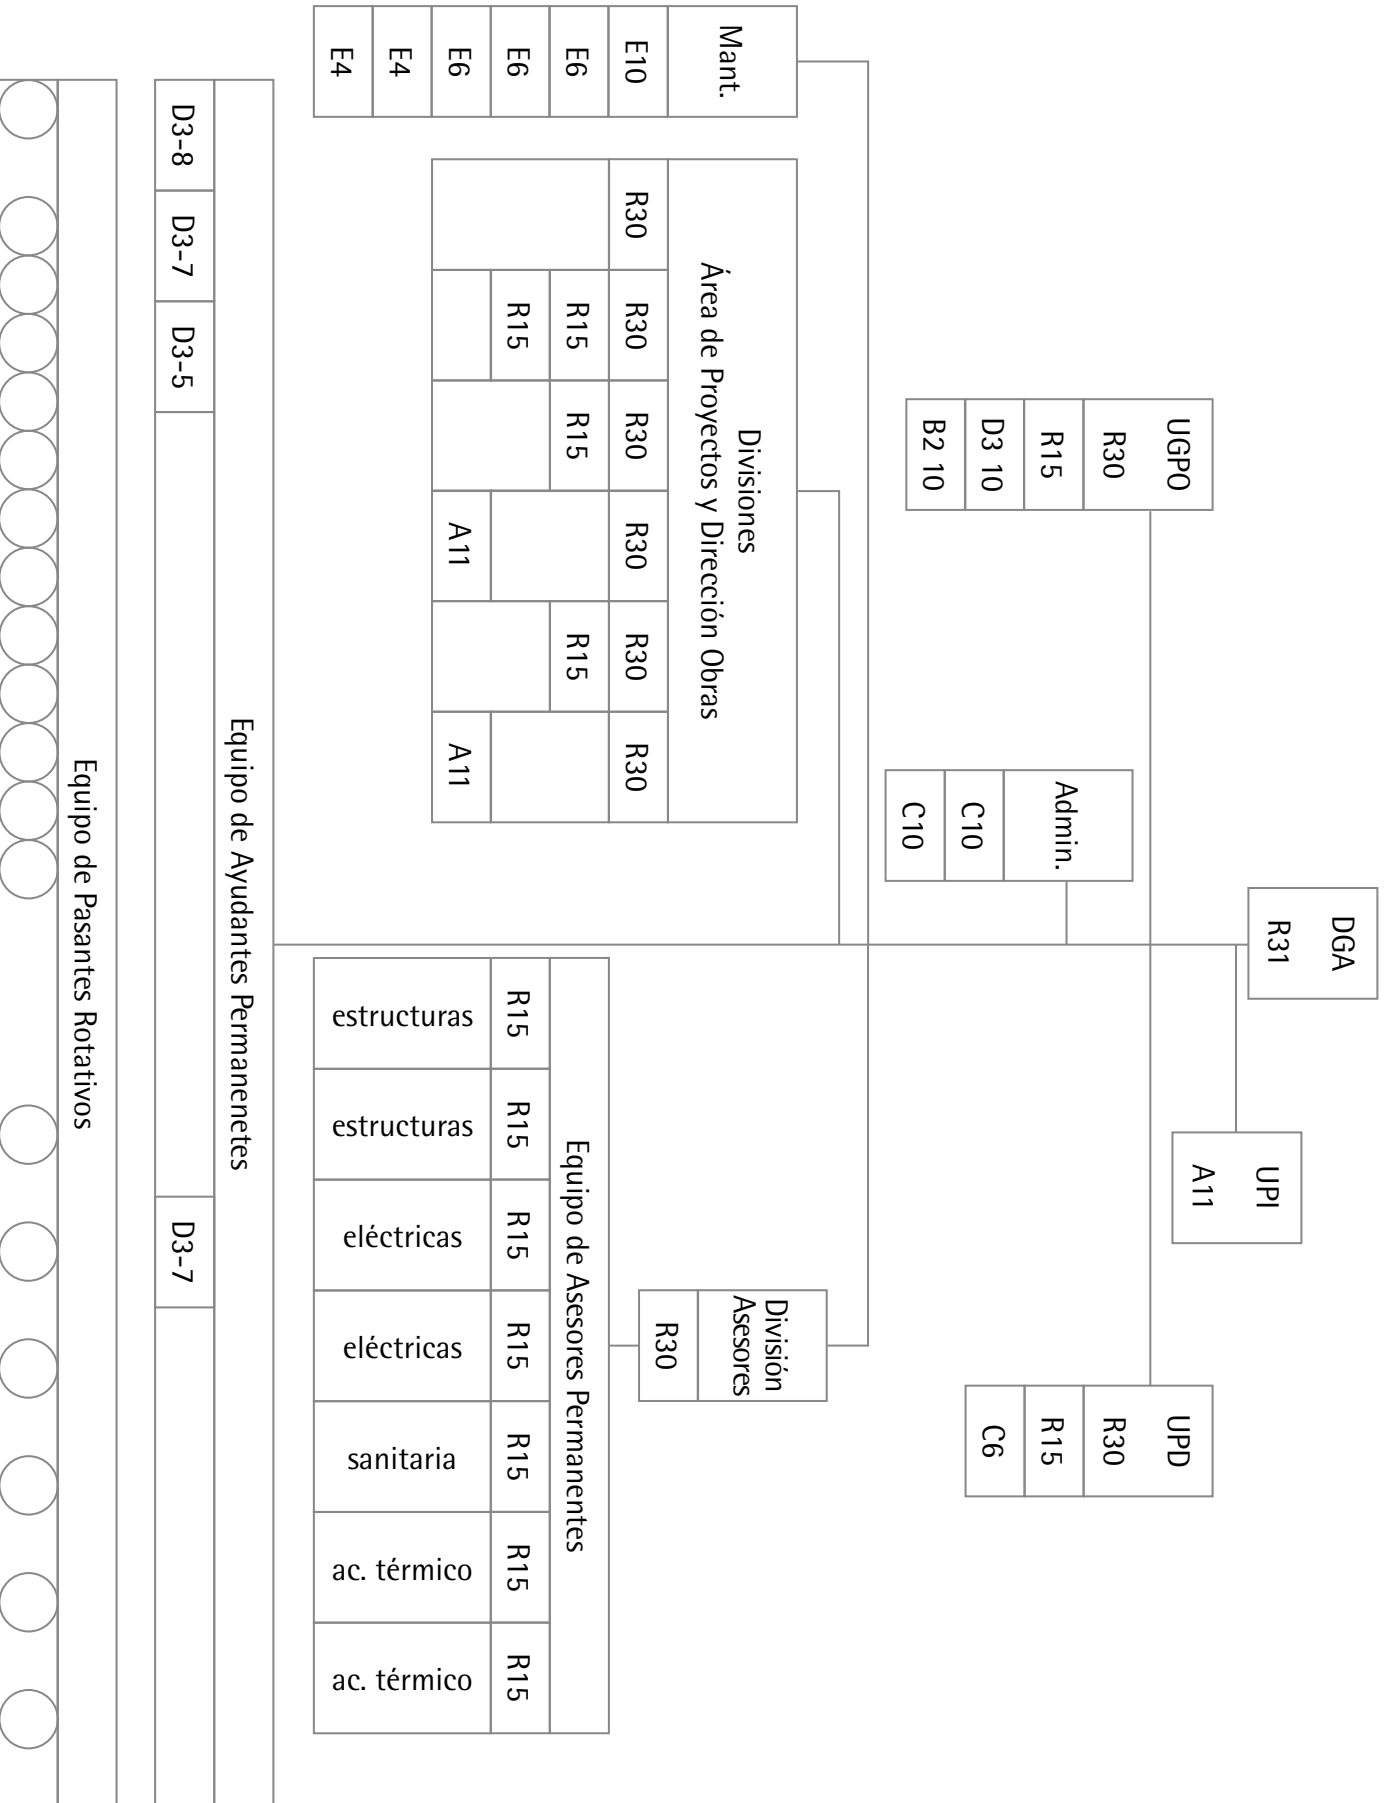 DGA
R31
UPI
A11
UGPO
R30
R15
D3 10
B2 10
UPD
R30
R15
C6
Admin.
C10
C10
Mant.
E10
E6
E6
E6
E4
E4
Divisiones
Área de Proyectos y Dirección Obras
R30
R30
R30
R30
R30
R30
R15
R15
R15
R15
A11
A11
División
Asesores
R30
Equipo de Asesores Permanentes
R15
R15
R15
R15
R15
R15
R15
estructuras
estructuras
eléctricas
eléctricas
sanitaria
ac. térmico
ac. térmico
Equipo de Ayudantes Permanenetes
D3-8
D3-7
D3-5
D3-7
Equipo de Pasantes Rotativos